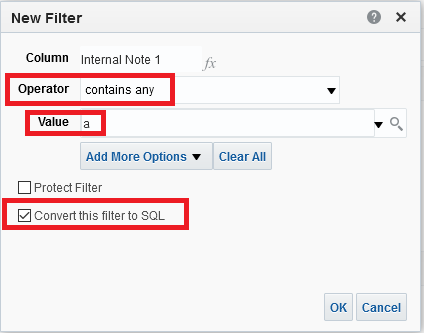 New Filter
Column Internal Note 1 fx
Operator contains any
Value a
Add More Options Clear All
Protect Filter
Convert this filter to SQL
OK Cancel